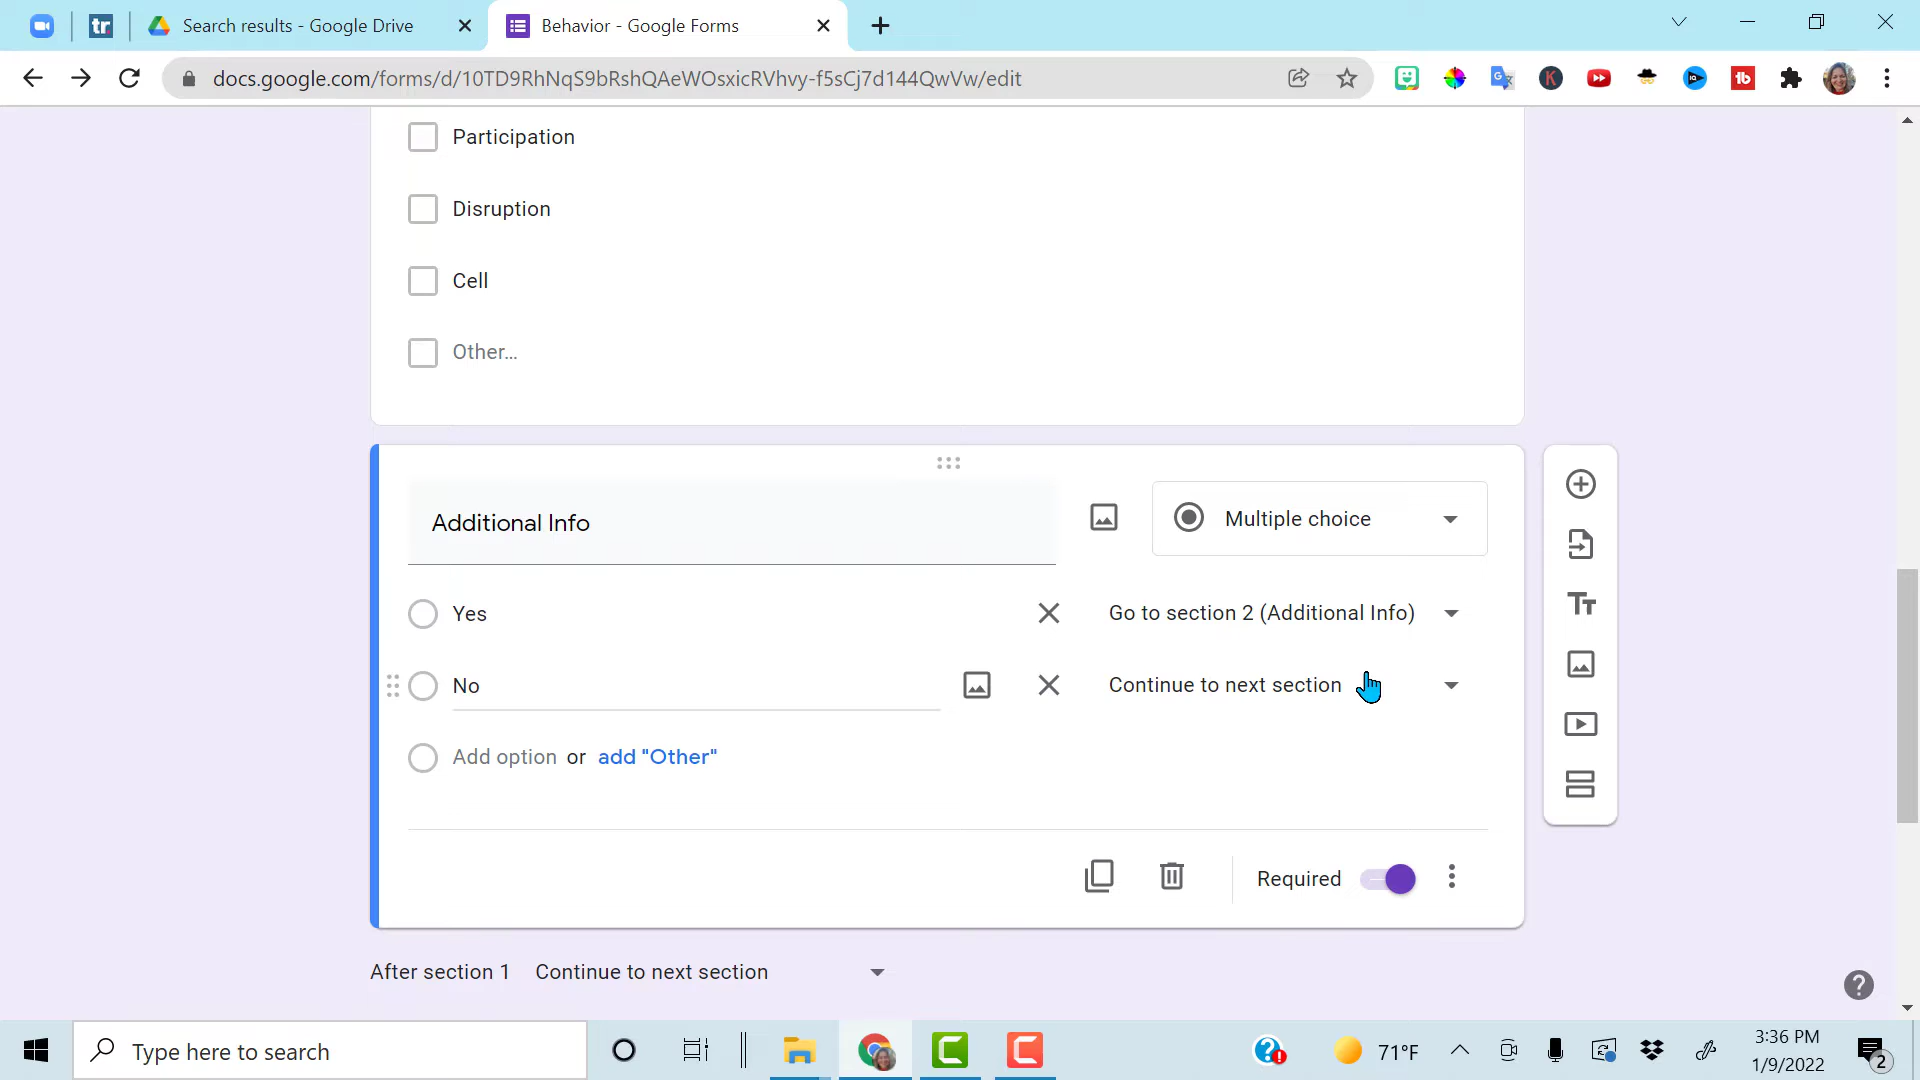 tr
Search results - Google Drive
Behavior - Google Forms
docs.google.com/forms/d/10TD9RhNqS9bRshQAeWOsxicRVhvy-f5sCj7d144QwVw/edit
Participation
Disruption
Cell
Other...
Additional Info
Multiple choice
Yes
Go to section 2 (Additional Info)
No
Continue to next section
Add option or add "Other"
Required
After section 1 Continue to next section
Type here to search
71°F
3:36 PM
1/9/2022
2